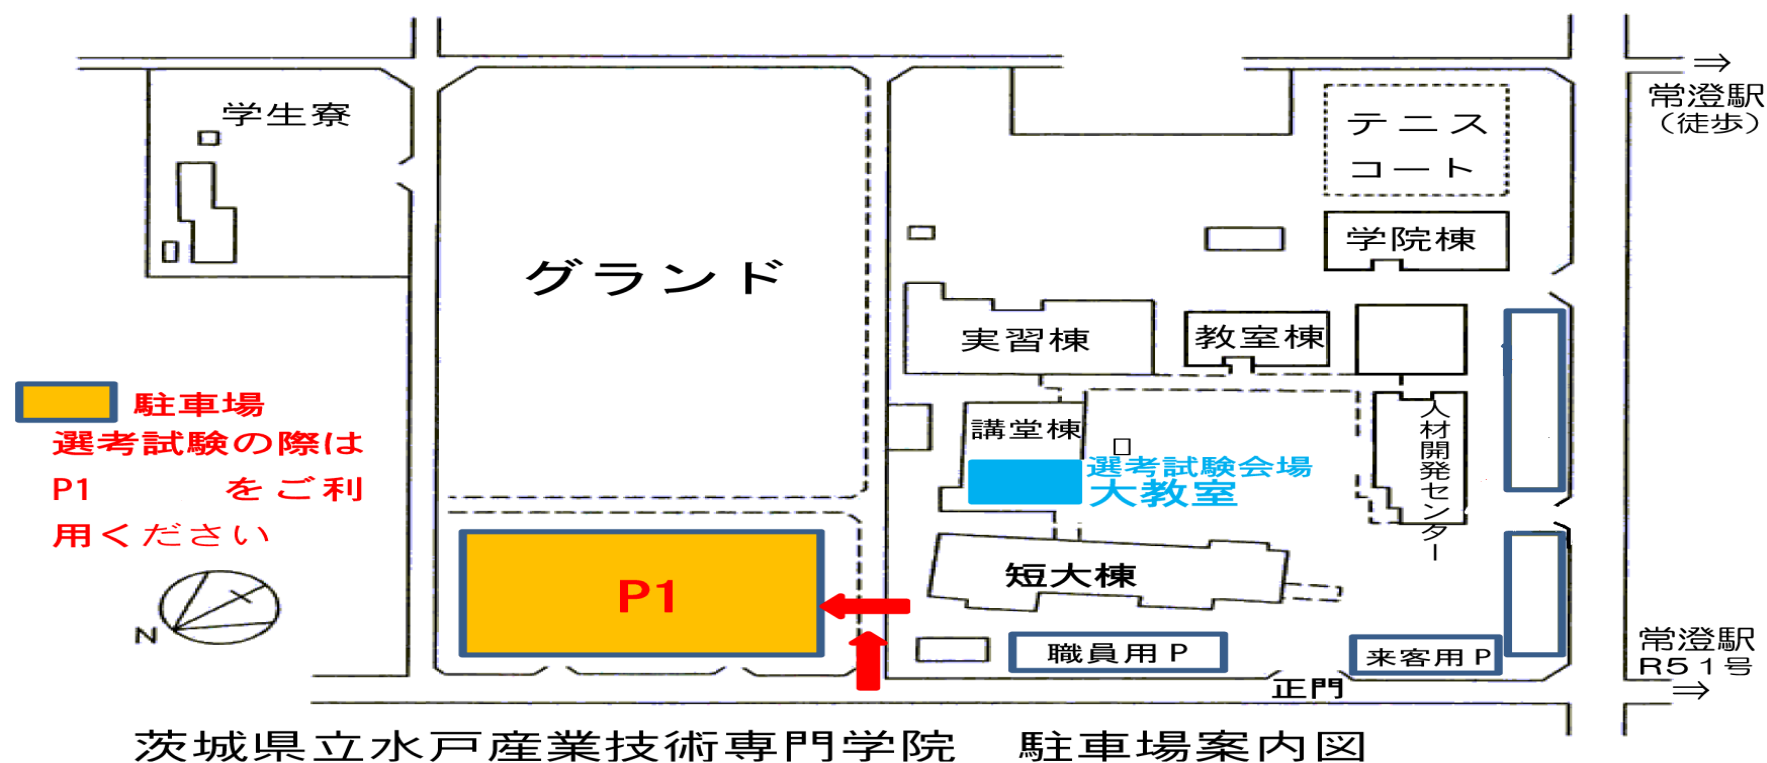 学生寮
グランド
テニス
コート
学院棟
実習棟
教室棟
講堂棟
選考試験会場
大教室
人材開発センター
短大棟
職員用P
来客用P
正門
⇒
常澄駅
(徒歩)
常澄駅
R51号
⇒
駐車場
選考試験の際は
P1 をご利
用ください
P1
N
茨城県立水戸産業技術専門学院 駐車場案内図